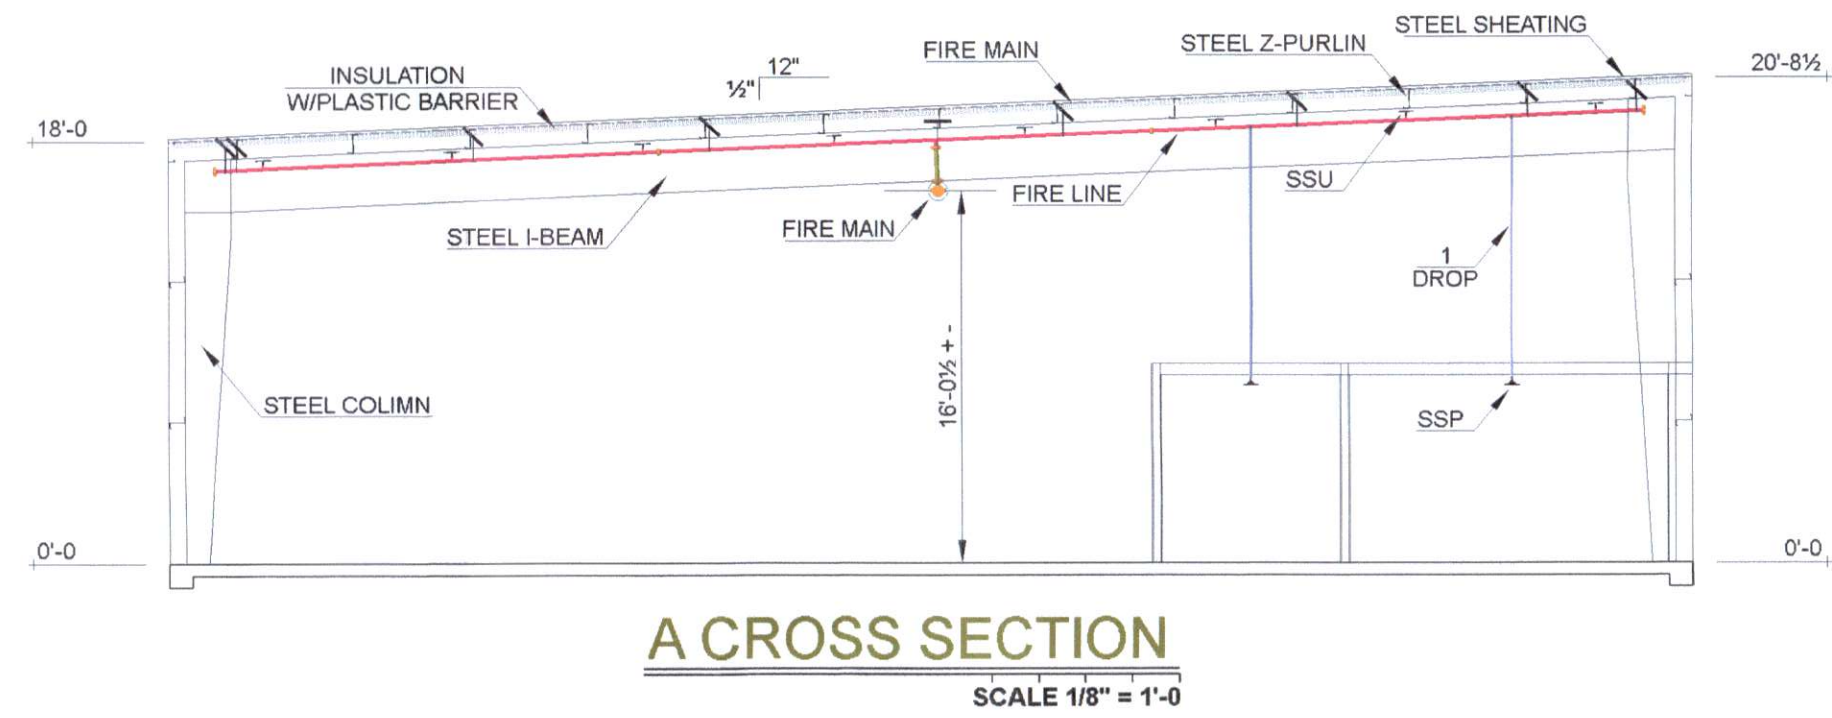 STEEL SHEATING
FIRE MAIN
STEEL Z-PURLIN
12"
½"
20'-8½
INSULATION
W/PLASTIC BARRIER
18'-0
SSU
FIRE LINE
FIRE MAIN
STEEL I-BEAM
1
DROP
16'-0½ + -
STEEL COLIMN
SSP
0'-0
0'-0
A CROSS SECTION
SCALE 1/8" = 1'-0